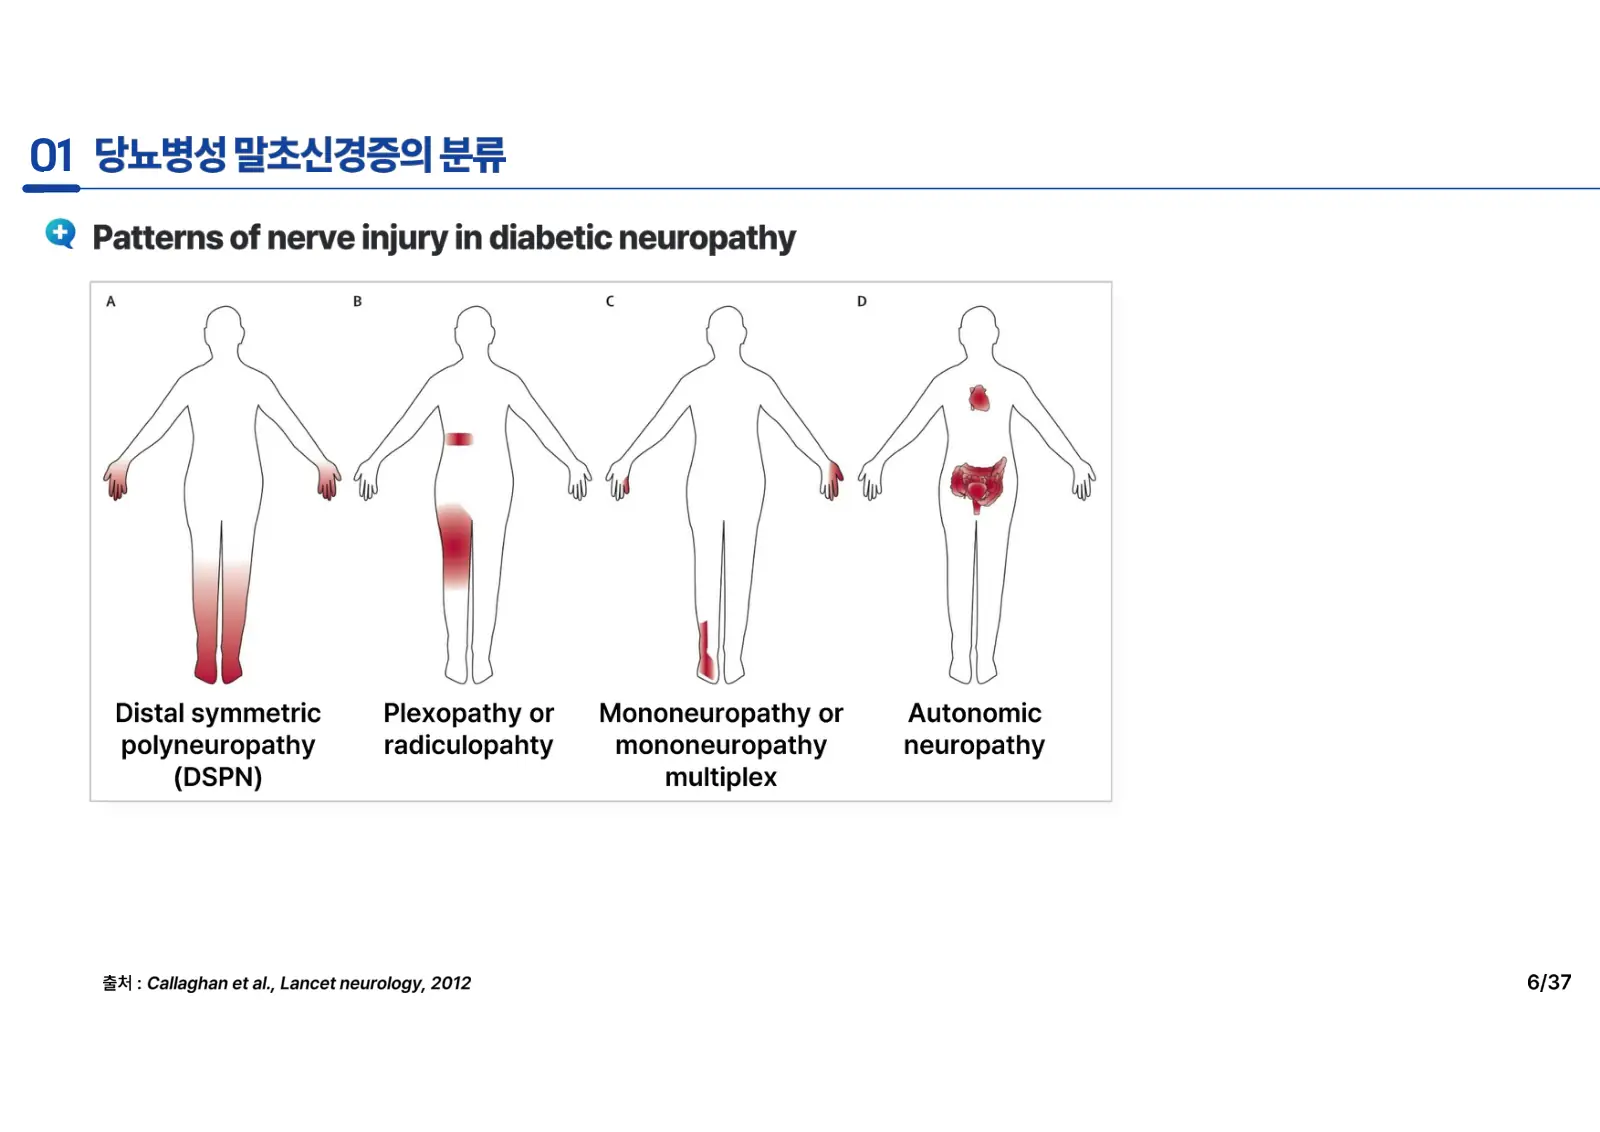 01 당뇨병성 말초신경증의 분류
Patterns of nerve injury in diabetic neuropathy
A
B
C
D
Distal symmetric
polyneuropathy
(DSPN)
Plexopathy or
radiculopahty
Mononeuropathy or
mononeuropathy
multiplex
Autonomic
neuropathy
출처 : Callaghan et al., Lancet neurology, 2012
6/37